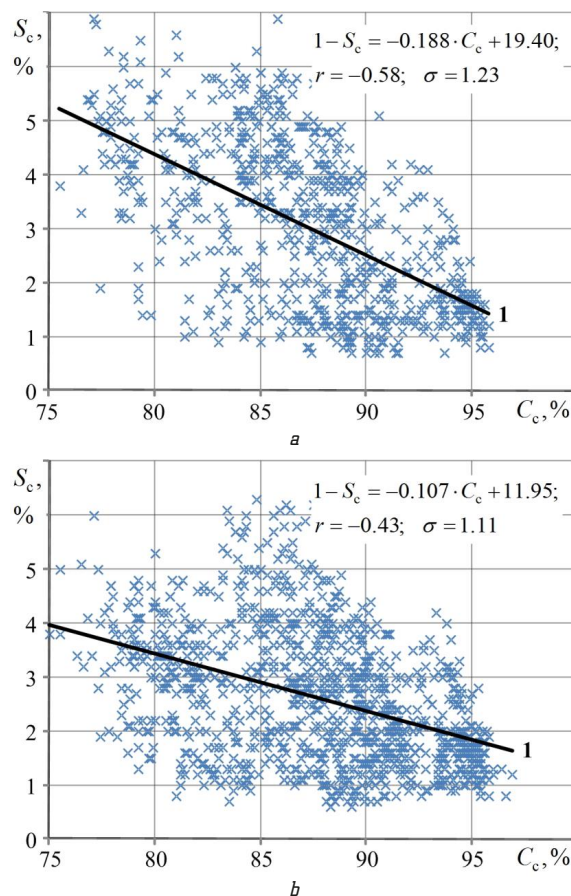 S_c, %
1 – S_c = –0.188·C_c + 19.40;
r = –0.58; σ = 1.23
5
4
3
2
1
0
1
75 80 85 90 95 C_c, %
a
S_c, %
1 – S_c = –0.107·C_c + 11.95;
r = –0.43; σ = 1.11
5
4
3
2
1
0
1
75 80 85 90 95 C_c, %
b